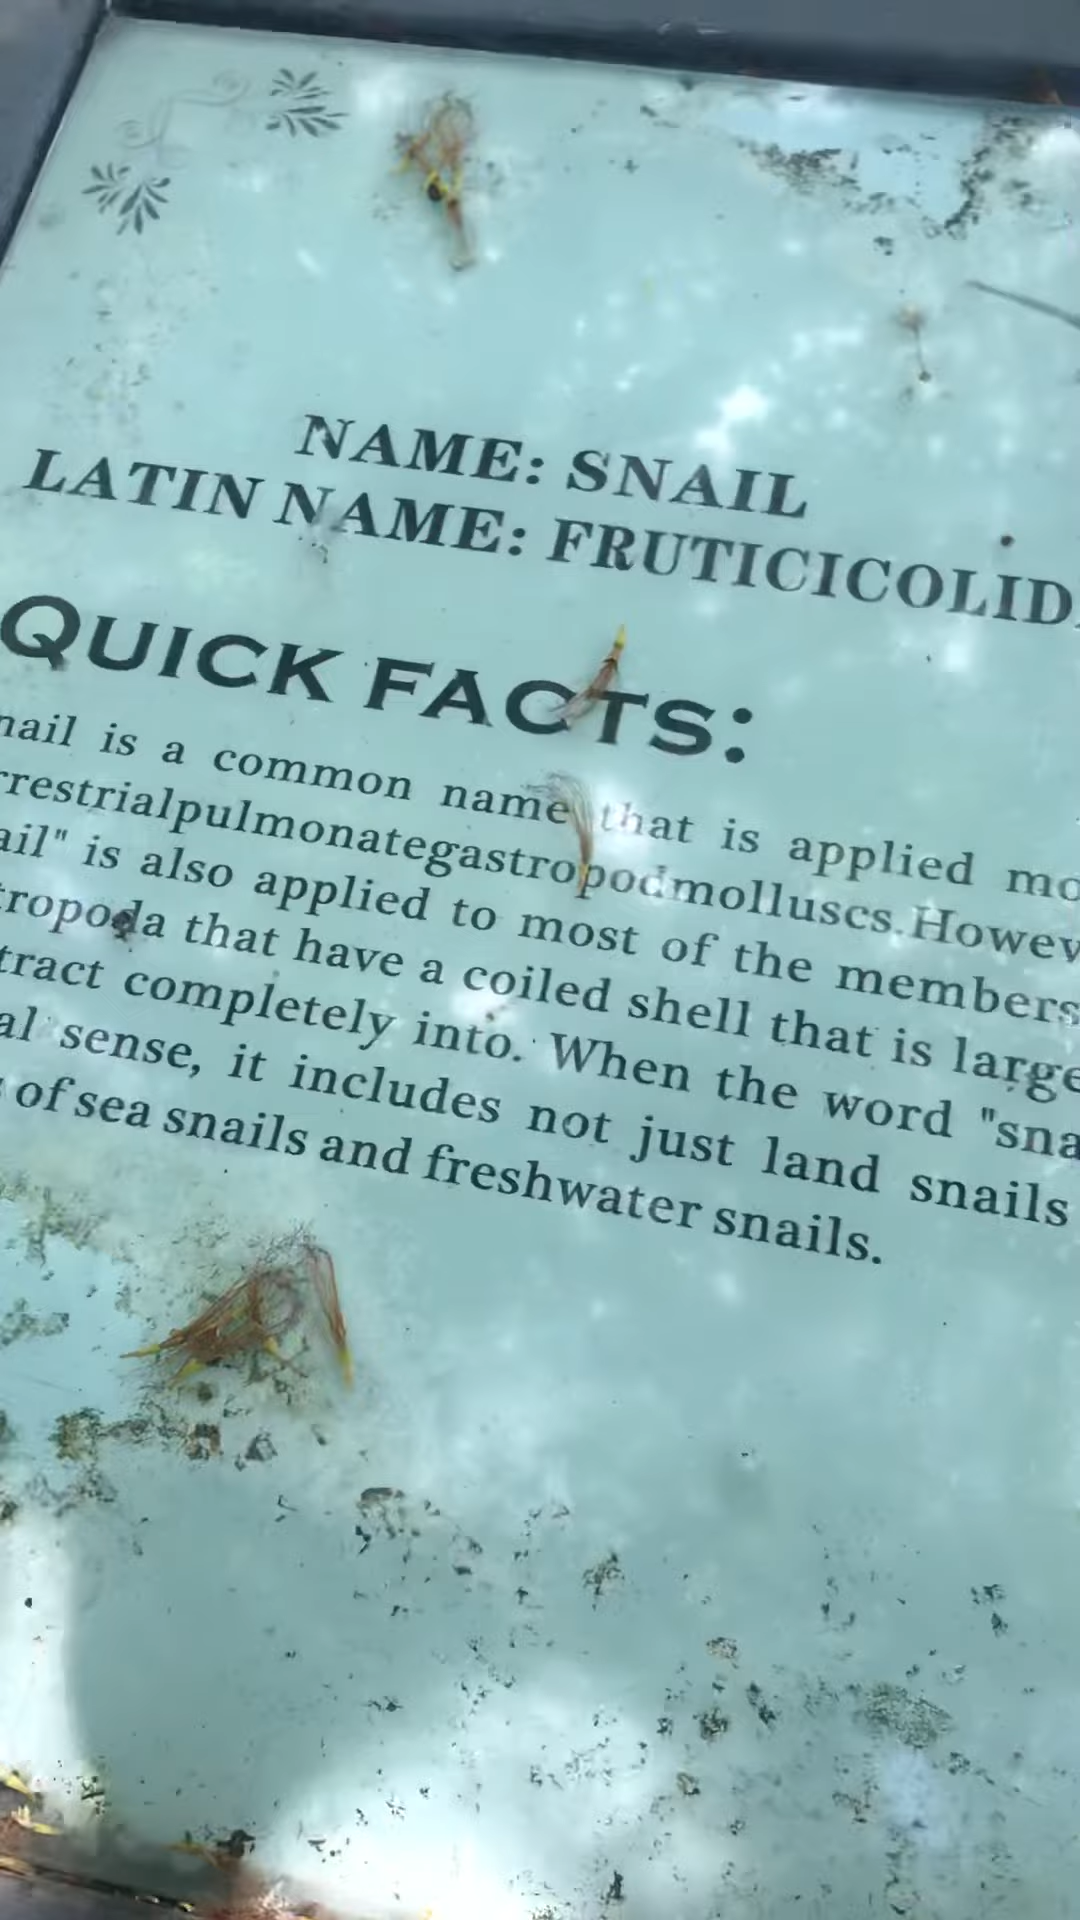 NAME: SNAIL
LATIN NAME: FRUTICICOLID
QUICK FACTS:
nail is a common name that is applied mo
rrestrialpulmonategastropodmolluscs.Howev
ail" is also applied to most of the members
tropoda that have a coiled shell that is large
tract completely into. When the word "sna
al sense, it includes not just land snails
of sea snails and freshwater snails.